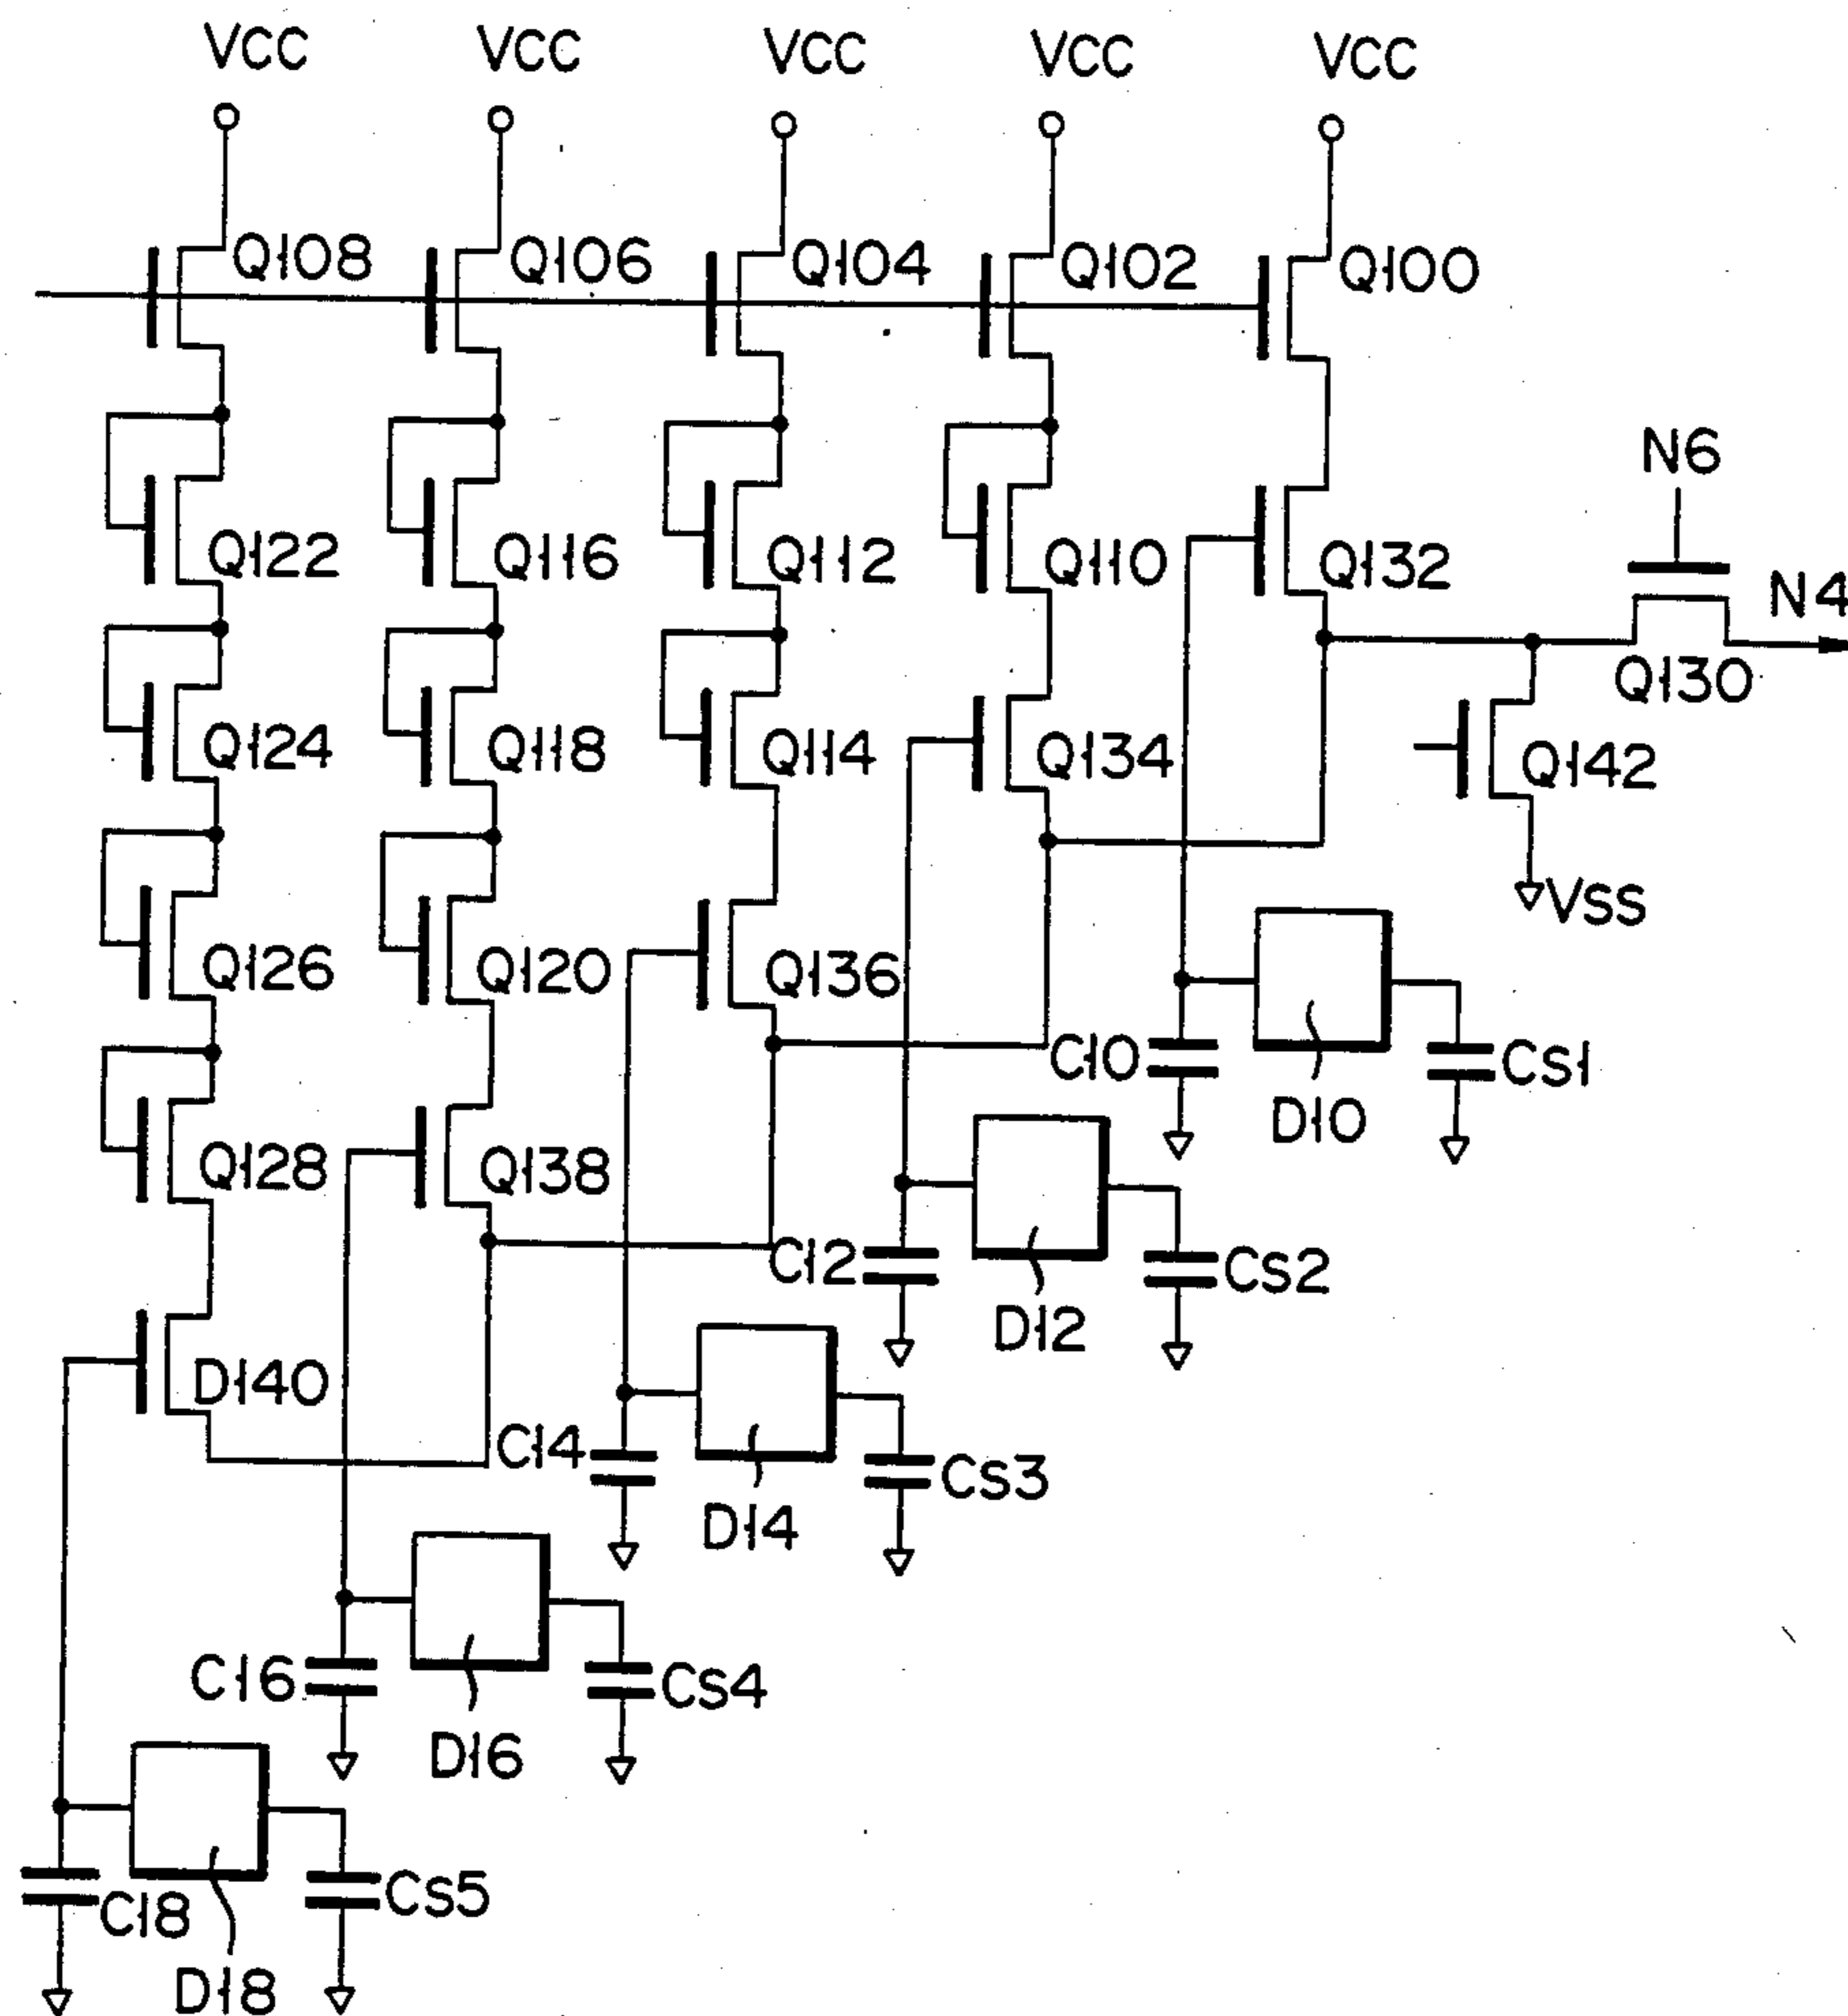 VCC VCC VCC VCC VCC
Q108 Q106 Q104 Q102 Q100
N6
Q122 Q116 Q112 Q110 Q132
N4
Q130
Q124 Q118 Q114 Q134 Q142
VSS
Q126 Q120 Q136
C10 CS1
D10
Q128 Q138
C12 CS2
D12
D140
C14 CS3
D14
C16 CS4
D16
C18 CS5
D18